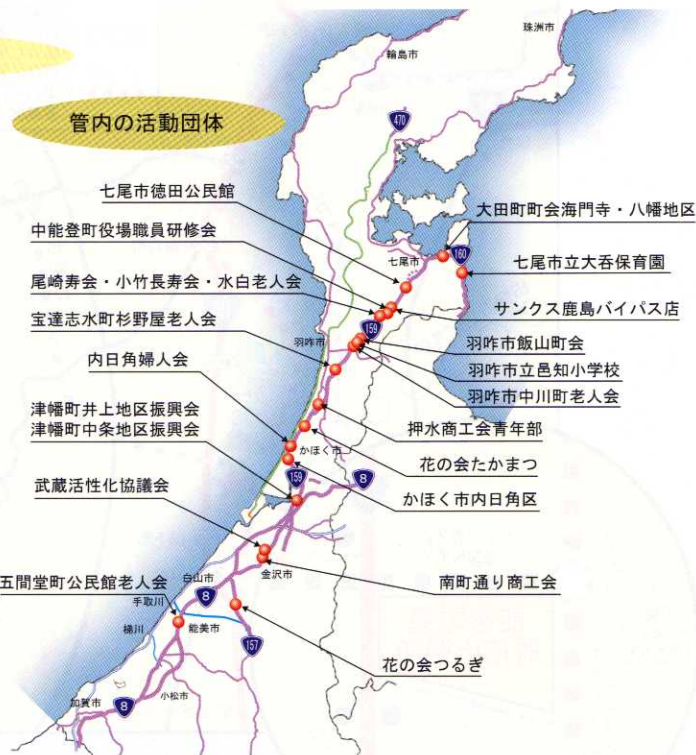 珠洲市
輪島市
管内の活動団体
470
七尾市徳田公民館
大田町町会海門寺・八幡地区
中能登町役場職員研修会
七尾市
160
七尾市立大呑保育園
尾崎寿会・小竹長寿会・水白老人会
サンクス鹿島バイパス店
宝達志水町杉野屋老人会
159
羽咋市
羽咋市飯山町会
内日角婦人会
羽咋市立邑知小学校
羽咋市中川町老人会
津幡町井上地区振興会
津幡町中条地区振興会
押水商工会青年部
かほく市
花の会たかまつ
159
8
武蔵活性化協議会
かほく市内日角区
白山市
金沢市
南町通り商工会
五間堂町公民館老人会
手取川
8
梯川
能美市
157
花の会つるぎ
加賀市
小松市
8